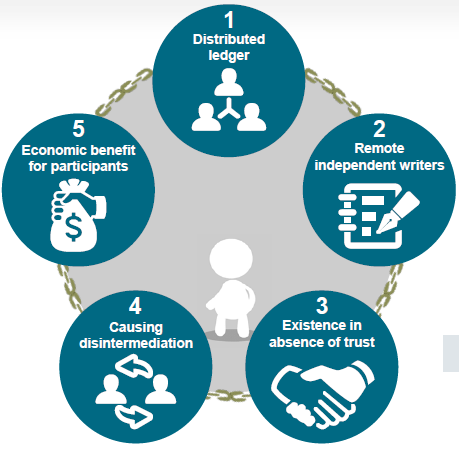 1
Distributed
ledger
2
Remote
independent writers
3
Existence in
absence of trust
4
Causing
disintermediation
5
Economic benefit
for participants
$